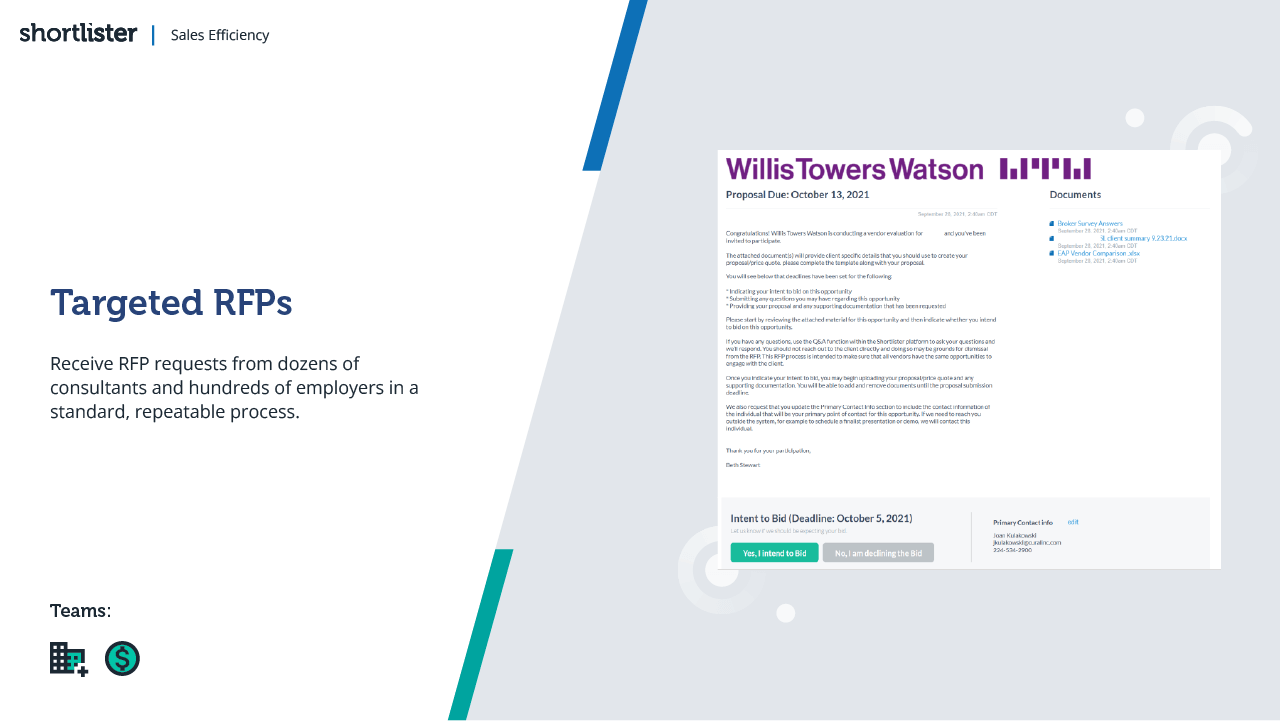 shortlister | Sales Efficiency
Targeted RFPs
Receive RFP requests from dozens of
consultants and hundreds of employers in a
standard, repeatable process.
Teams:
WillisTowersWatson
Proposal Due: October 13, 2021
September 28, 2021, 2:40am CDT
Congratulations! Willis Towers Watson is conducting a vendor evaluation for and you've been
invited to participate.
The attached document(s) will provide client specific details that you should use to create your
proposal/price quote, please complete the template along with your proposal.
You will see below that deadlines have been set for the following:
* Indicating your intent to bid on this opportunity
* Submitting any questions you may have regarding this opportunity
* Providing your proposal and any supporting documentation that has been requested
Please start by reviewing the attached material for this opportunity and then indicate whether you intend
to bid on this opportunity.
If you have any questions, use the Q&A function within the Shortlister platform to ask your questions and
we'll respond. You should not reach out to the client directly and doing so may be grounds for dismissal
from the RFP. This RFP process is intended to make sure that all vendors have the same opportunities to
engage with the client.
Once you indicate your intent to bid, you may begin uploading your proposal/price quote and any
supporting documentation. You will be able to add and remove documents until the proposal submission
deadline.
We also request that you update the Primary Contact Info section to include the contact information of
the individual that will be your primary point of contact for this opportunity. If we need to reach you
outside the system, for example to schedule a finalist presentation or demo, we will contact this
individual.
Thank you for your participation,
Beth Stewart
Documents
Broker Survey Answers
September 28, 2021, 2:40am CDT
client summary 9.23.21.docx
September 28, 2021, 2:40am CDT
EAP Vendor Comparison .xlsx
September 28, 2021, 2:40am CDT
Intent to Bid (Deadline: October 5, 2021)
Let us know if we should be expecting your bid.
Yes, I intend to Bid
No, I am declining the Bid
Primary Contact info edit
Joan Kulakowski
224-534-2900